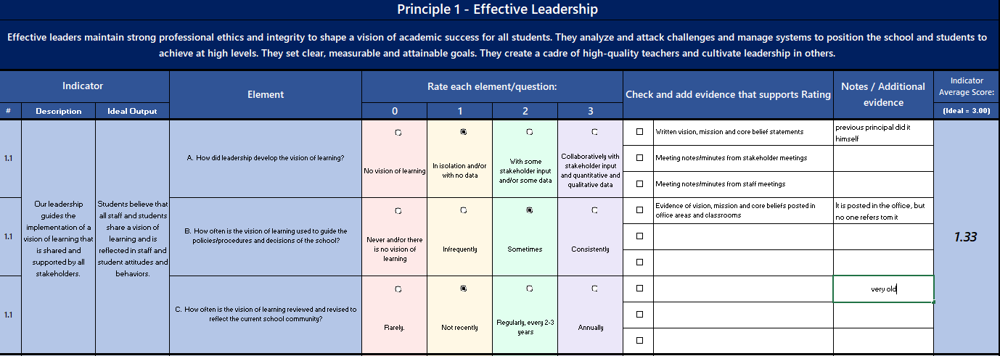 Principle 1 - Effective Leadership
Effective leaders maintain strong professional ethics and integrity to shape a vision of academic success for all students. They analyze and attack challenges and manage systems to position the school and students to
achieve at high levels. They set clear, measurable and attainable goals. They create a cadre of high-quality teachers and cultivate leadership in others.
Indicator
Element
Rate each element/question:
Check and add evidence that supports Rating
Notes / Additional
evidence
Indicator
Average Score:
#
Description
Ideal Output
0
1
2
3
(Ideal = 3.00)
1.1
Our leadership
guides the
implementation of a
vision of learning that
is shared and
supported by all
stakeholders.
Students believe that
all staff and students
share a vision of
learning and is
reflected in staff and
student attitudes and
behaviors.
A. How did leadership develop the vision of learning?
No vision of learning
In isolation and/or
with no data
With some
stakeholder input
and/or some data
Collaboratively with
stakeholder input
and quantitative and
qualitative data
Written vision, mission and core belief statements
previous principal did it
himself
Meeting notes/minutes from stakeholder meetings
Meeting notes/minutes from staff meetings
1.1
B. How often is the vision of learning used to guide the
policies/procedures and decisions of the school?
Never and/or there
is no vision of
learning
Infrequently
Sometimes
Consistently
Evidence of vision, mission and core beliefs posted in
office areas and classrooms
It is posted in the office, but
no one refers tom it
1.33
1.1
C. How often is the vision of learning reviewed and revised to
reflect the current school community?
Rarely.
Not recently
Regularly, every 2-3
years
Annually
very old